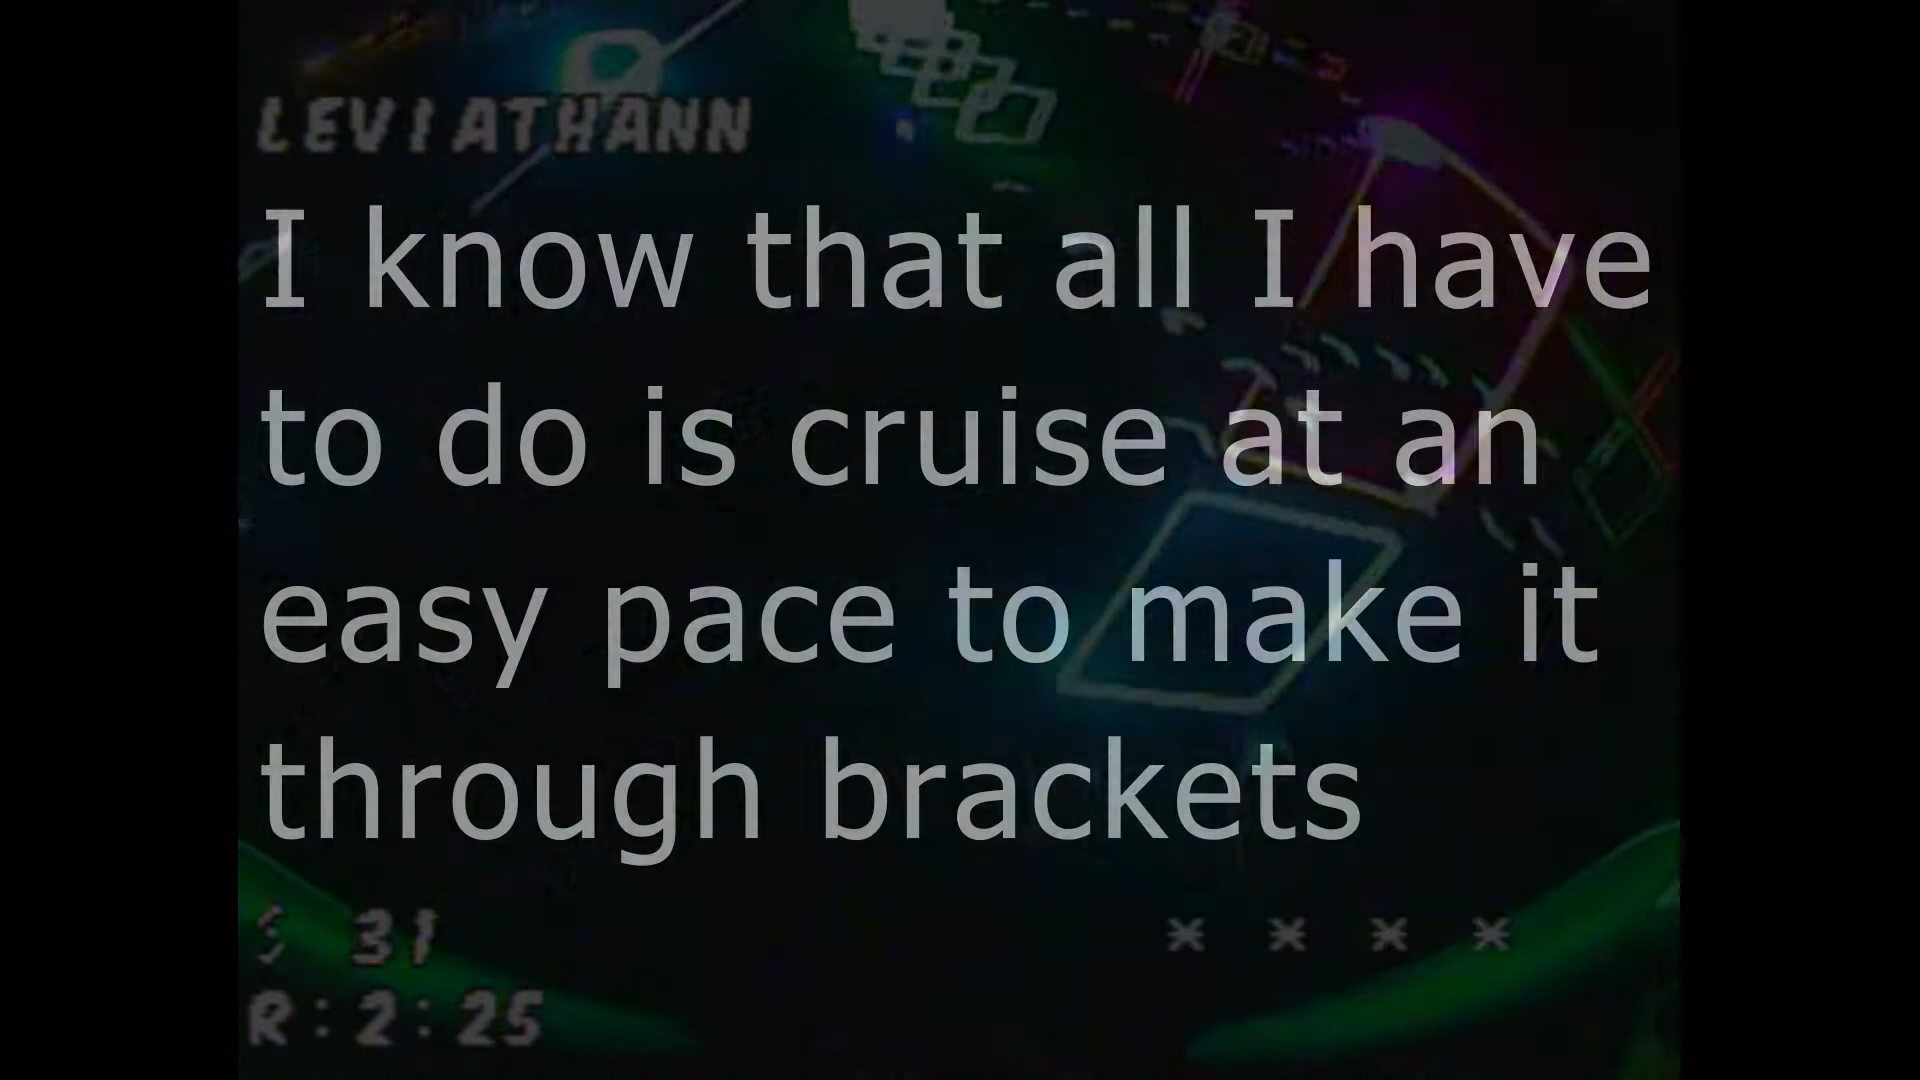 LEVIATHANN
I know that all I have
to do is cruise at an
easy pace to make it
through brackets
31
* * * *
R:2:25